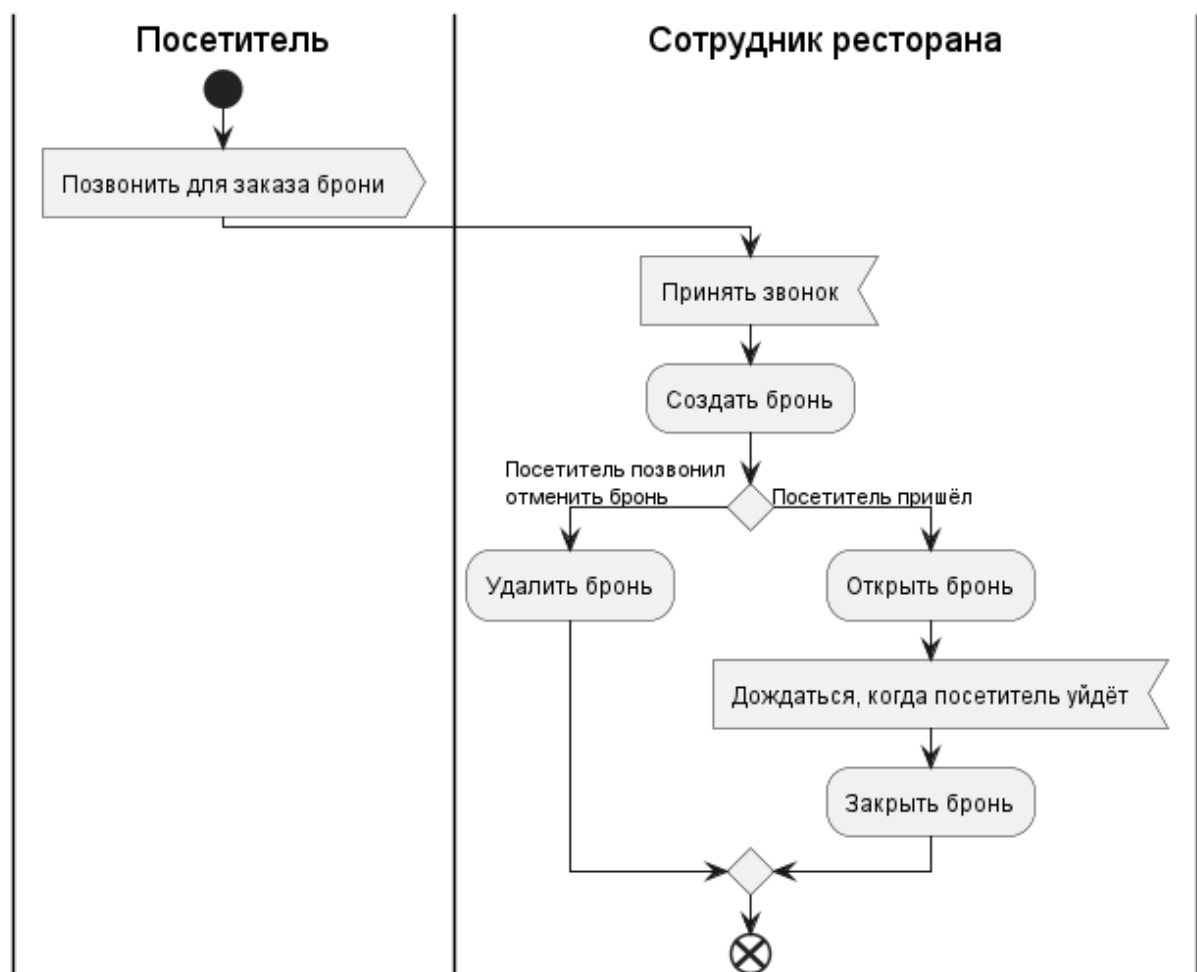 Посетитель
Сотрудник ресторана
Позвонить для заказа брони
Принять звонок
Создать бронь
Посетитель позвонил
отменить бронь
Посетитель пришёл
Удалить бронь
Открыть бронь
Дождаться, когда посетитель уйдёт
Закрыть бронь